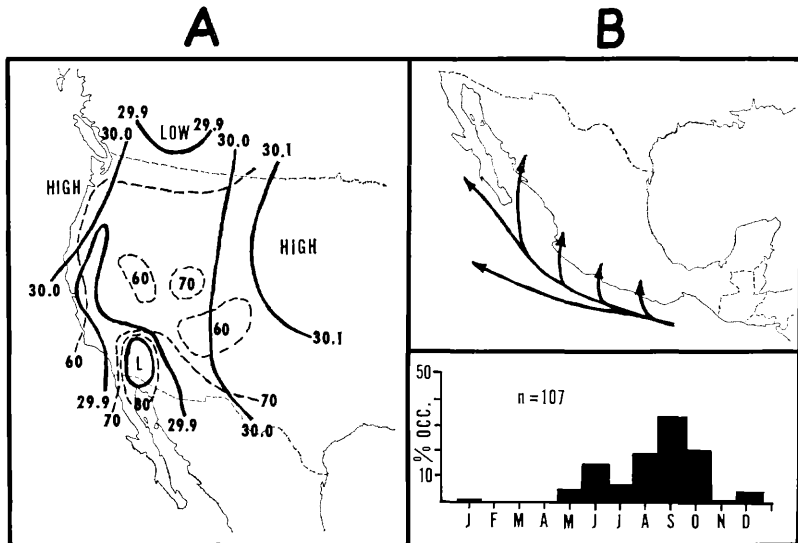 A
B
29.9 LOW 29.9
30.0 30.0
30.1
HIGH
HIGH
60 70
30.0 60
30.1
60
L
29.9 80 70
70 29.9 30.0
50
n = 107
% OCC.
10
J F M A M J J A S O N D